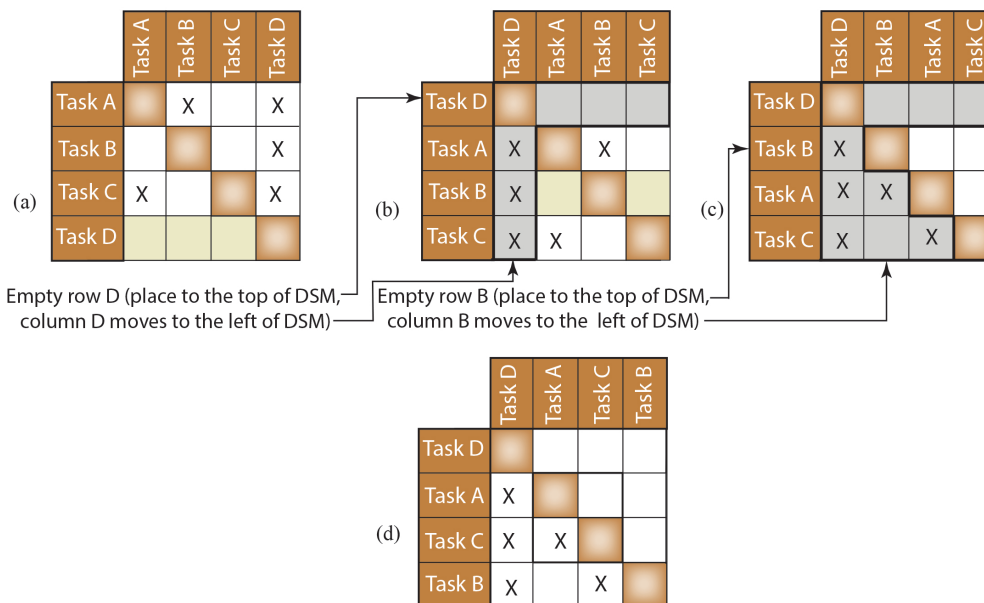 Task A Task B Task C Task D
Task A X X
Task B X
Task C X X
Task D
(a)
Task D Task A Task B Task C
Task D
Task A X X
Task B X
Task C X X
(b)
Task D Task B Task A Task C
Task D
Task B X
Task A X X
Task C X X
(c)
Empty row D (place to the top of DSM,
column D moves to the left of DSM)
Empty row B (place to the top of DSM,
column B moves to the left of DSM)
Task D Task A Task C Task B
Task D
Task A X
Task C X X
Task B X X
(d)